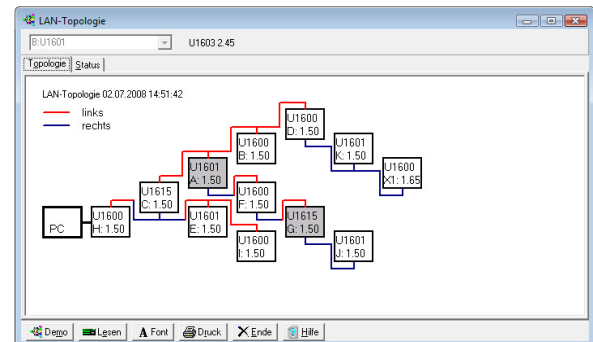 LAN-Topologie
B:U1601
U1603 2.45
Topologie
Status
LAN-Topologie 02.07.2008 14:51:42
links
rechts
U1600
D: 1.50
U1600
B: 1.50
U1601
K: 1.50
U1601
A: 1.50
U1600
X1: 1.65
U1615
C: 1.50
U1600
F: 1.50
PC
U1600
H: 1.50
U1601
E: 1.50
U1615
G: 1.50
U1600
I: 1.50
U1601
J: 1.50
Demo
Lesen
A Font
Druck
Ende
Hilfe